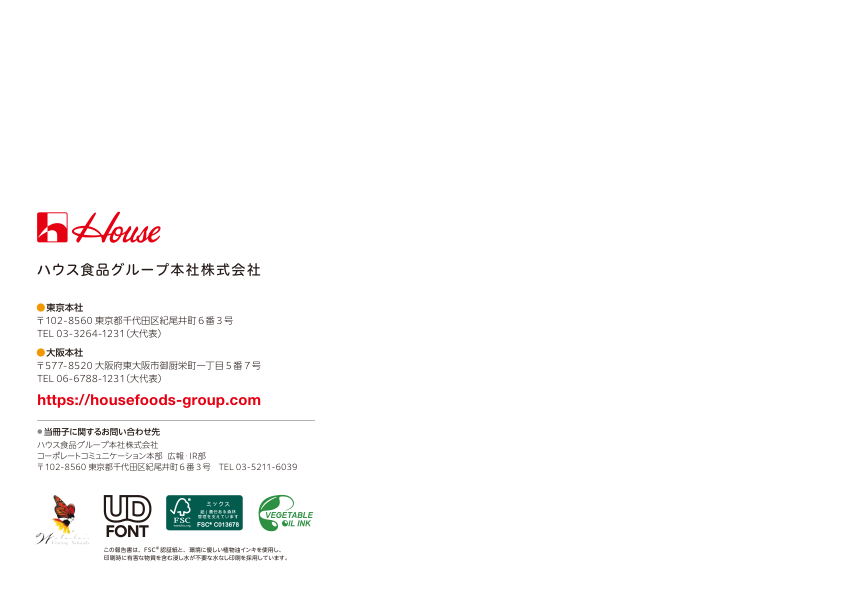 House
ハウス食品グループ本社株式会社
●東京本社
〒102-8560 東京都千代田区紀尾井町6番3号
TEL 03-3264-1231（大代表）
●大阪本社
〒577-8520 大阪府東大阪市御厨栄町一丁目5番7号
TEL 06-6788-1231（大代表）
https://housefoods-group.com
●当冊子に関するお問い合わせ先
ハウス食品グループ本社株式会社
コーポレートコミュニケーション本部 広報・IR部
〒102-8560 東京都千代田区紀尾井町6番3号 TEL 03-5211-6039
UD
FONT
FSC
ミックス
紙｜責任ある森林
管理を支えています
FSC® C013678
VEGETABLE
OIL INK
この報告書は、FSC®認証紙と、環境に優しい植物油インキを使用し、
印刷時に有害な物質を含む浸し水が不要な水なし印刷を採用しています。